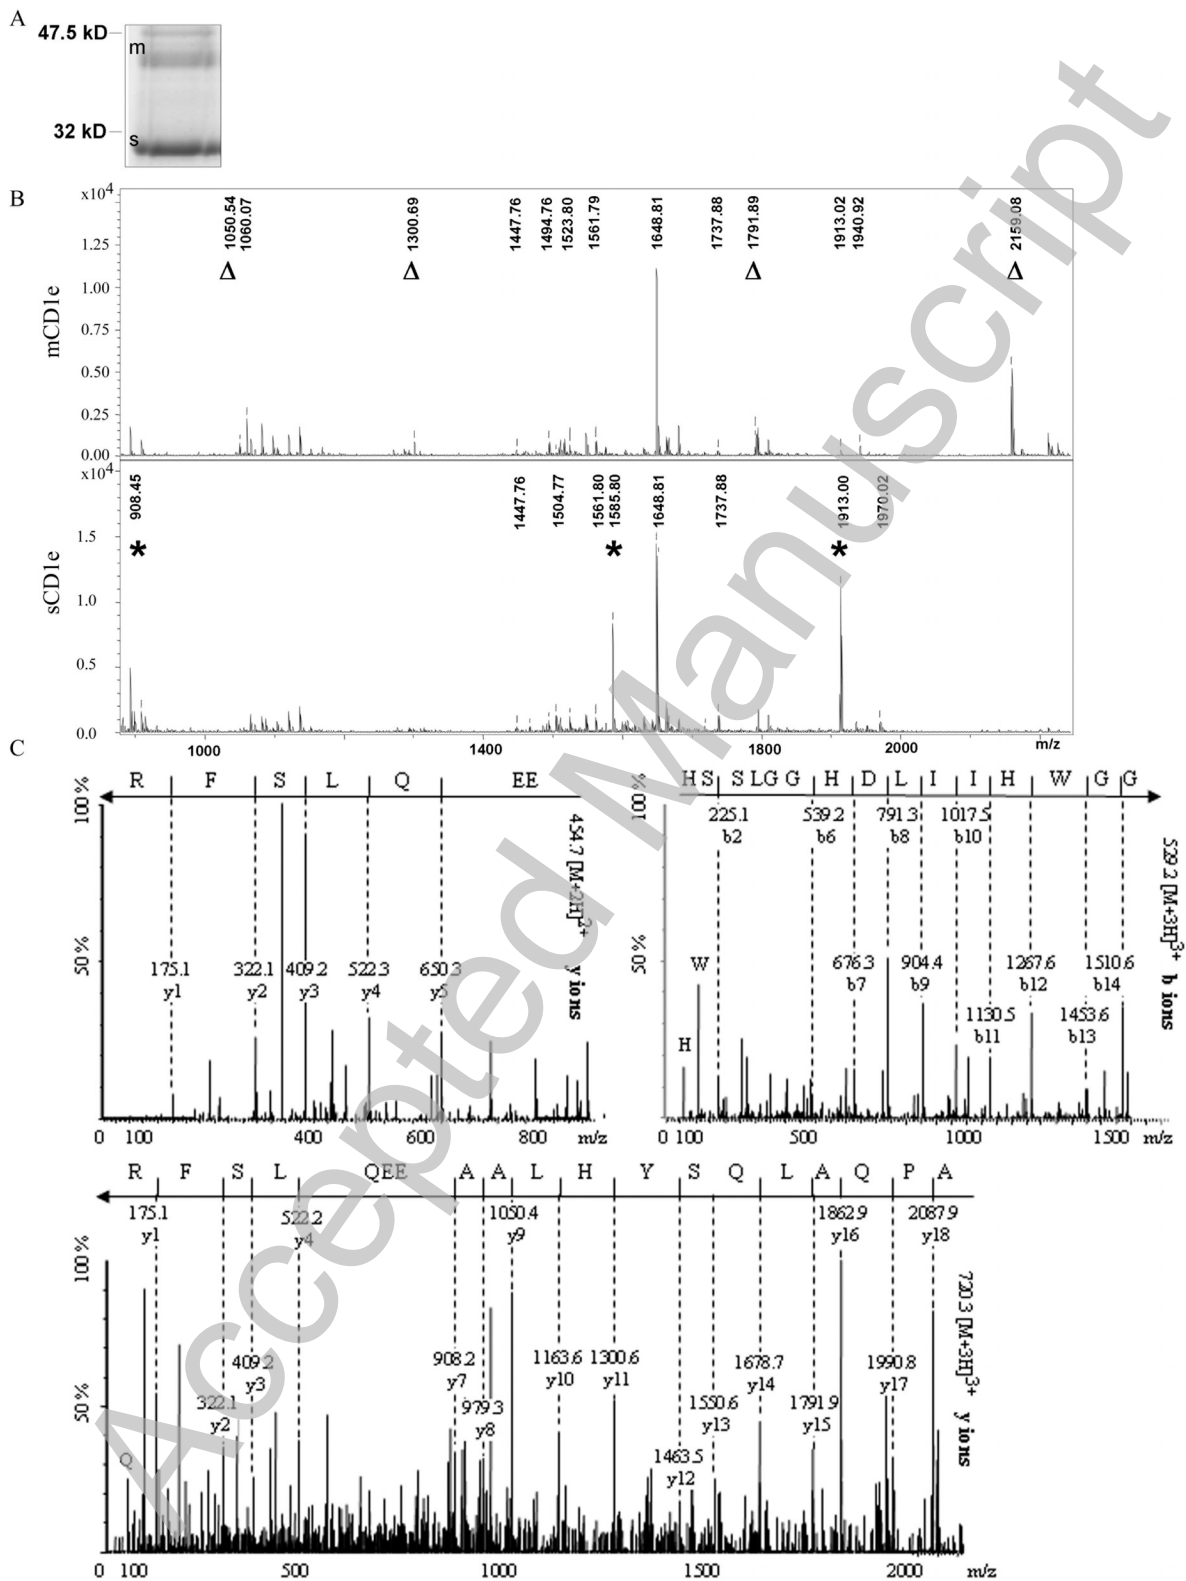 A
47.5 kD
m
32 kD
s
B
x10⁴
1050.54
1060.07
1300.69
1447.76
1494.76
1523.80
1561.79
1648.81
1737.88
1791.89
1913.02
1940.92
2159.08
Δ Δ Δ Δ
1.25
1.00
0.75
0.50
0.25
0.00
mCD1e
x10⁴
908.45
1447.76
1504.77
1561.80
1585.80
1648.81
1737.88
1913.00
1970.02
* * *
1.5
1.0
0.5
0.0
sCD1e
1000 1400 1800 2000 m/z
C
R F S L Q EE
100%
50%
454.7 [M+2H]²⁺ y ions
175.1 322.1 409.2 522.3 650.3
y1 y2 y3 y4 y5
0 100 400 600 800 m/z
H S S L G G H D L I I H W G G
100%
50%
529.2 [M+3H]³⁺ b ions
225.1 539.2 791.3 1017.5
b2 b6 b8 b10
W
H
676.3 904.4 1267.6 1510.6
b7 b9 b12 b14
1130.5 1453.6
b11 b13
0 100 500 1000 1500 m/z
R F S L QEE A A L H Y S Q L A Q P A
100%
50%
720.3 [M+3H]³⁺ y ions
175.1 522.2 1050.4 1862.9 2087.9
y1 y4 y9 y16 y18
409.2 908.2 1163.6 1300.6 1678.7 1990.8
y3 y7 y10 y11 y14 y17
322.1 979.3 1550.6 1791.9
y2 y8 y13 y15
1463.5
y12
Q
0 100 500 1000 1500 2000 m/z
Accepted Manuscript